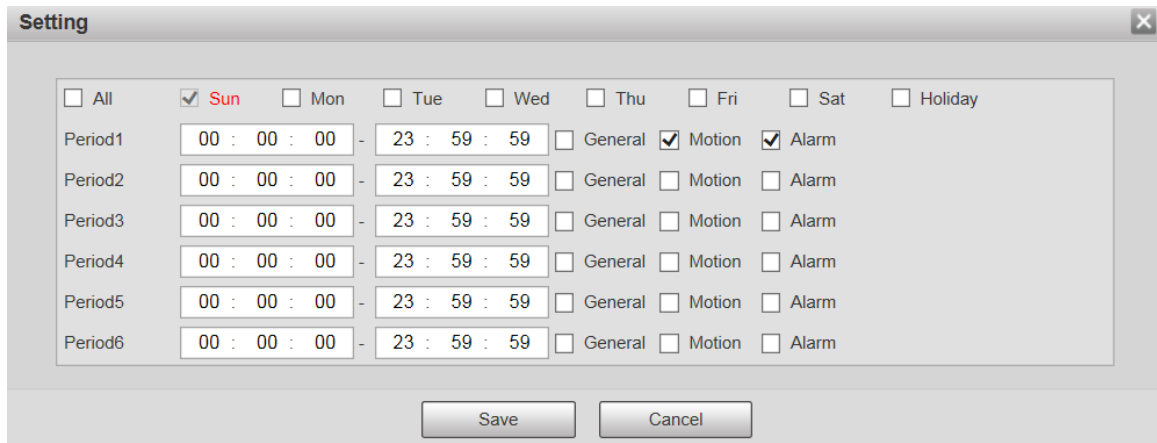 Setting
All Sun Mon Tue Wed Thu Fri Sat Holiday
Period1 00 : 00 : 00 - 23 : 59 : 59 General Motion Alarm
Period2 00 : 00 : 00 - 23 : 59 : 59 General Motion Alarm
Period3 00 : 00 : 00 - 23 : 59 : 59 General Motion Alarm
Period4 00 : 00 : 00 - 23 : 59 : 59 General Motion Alarm
Period5 00 : 00 : 00 - 23 : 59 : 59 General Motion Alarm
Period6 00 : 00 : 00 - 23 : 59 : 59 General Motion Alarm
Save Cancel